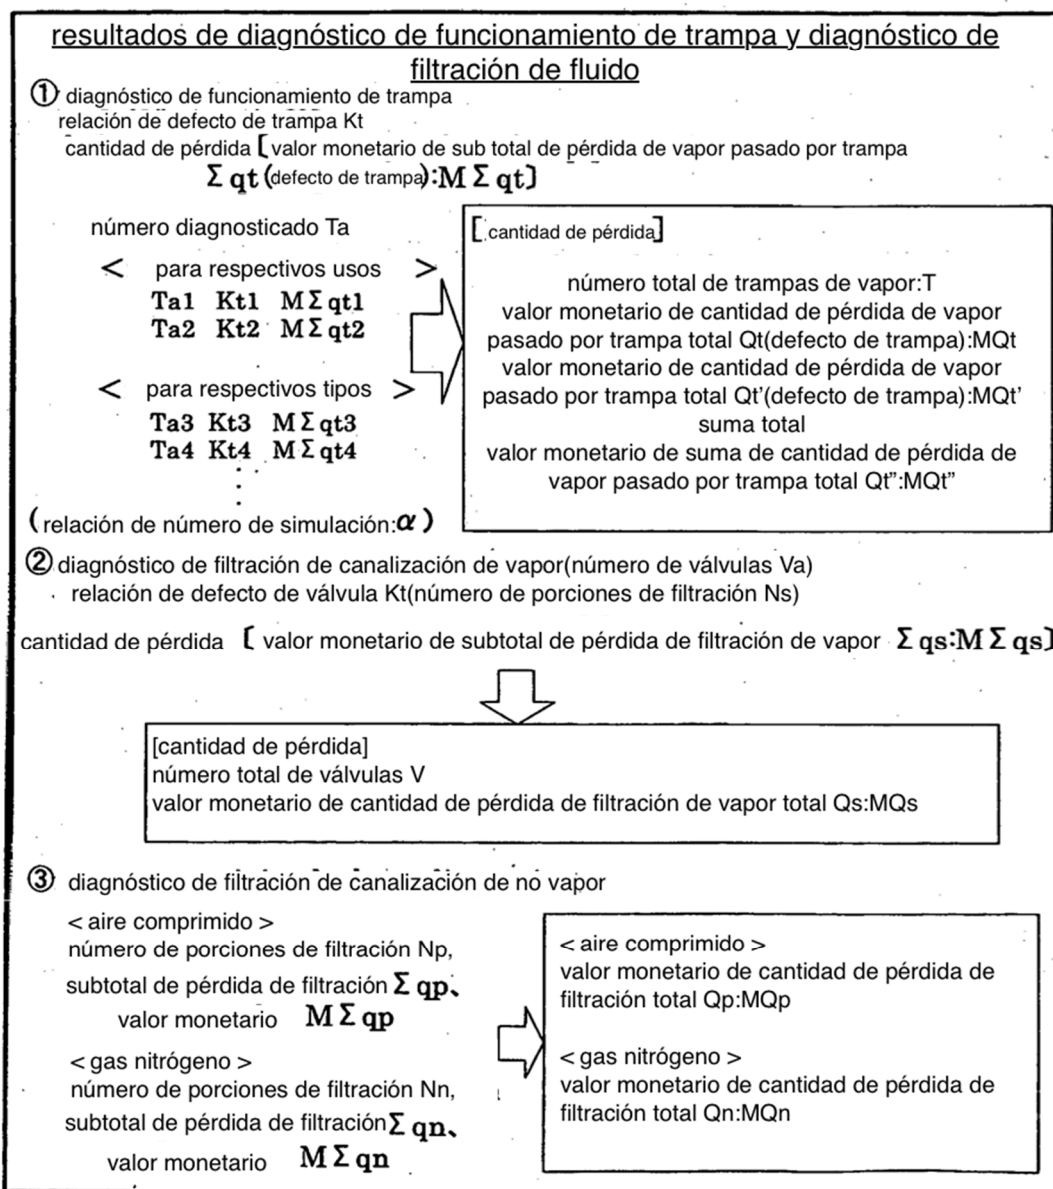 resultados de diagnóstico de funcionamiento de trampa y diagnóstico de
filtración de fluido
① diagnóstico de funcionamiento de trampa
relación de defecto de trampa Kt
cantidad de pérdida [valor monetario de sub total de pérdida de vapor pasado por trampa
Σ qt (defecto de trampa):M Σ qt]
número diagnosticado Ta
< para respectivos usos >
Ta1 Kt1 M Σ qt1
Ta2 Kt2 M Σ qt2
< para respectivos tipos >
Ta3 Kt3 M Σ qt3
Ta4 Kt4 M Σ qt4
⋮
(relación de número de simulación:α)
[cantidad de pérdida]
número total de trampas de vapor:T
valor monetario de cantidad de pérdida de vapor
pasado por trampa total Qt(defecto de trampa):MQt
valor monetario de cantidad de pérdida de vapor
pasado por trampa total Qt'(defecto de trampa):MQt'
suma total
valor monetario de suma de cantidad de pérdida de
vapor pasado por trampa total Qt":MQt"
② diagnóstico de filtración de canalización de vapor(número de válvulas Va)
relación de defecto de válvula Kt(número de porciones de filtración Ns)
cantidad de pérdida [ valor monetario de subtotal de pérdida de filtración de vapor Σ qs:M Σ qs]
[cantidad de pérdida]
número total de válvulas V
valor monetario de cantidad de pérdida de filtración de vapor total Qs:MQs
③ diagnóstico de filtración de canalización de no vapor
< aire comprimido >
número de porciones de filtración Np,
subtotal de pérdida de filtración Σ qp、
valor monetario M Σ qp
< gas nitrógeno >
número de porciones de filtración Nn,
subtotal de pérdida de filtración Σ qn、
valor monetario M Σ qn
< aire comprimido >
valor monetario de cantidad de pérdida de
filtración total Qp:MQp
< gas nitrógeno >
valor monetario de cantidad de pérdida de
filtración total Qn:MQn